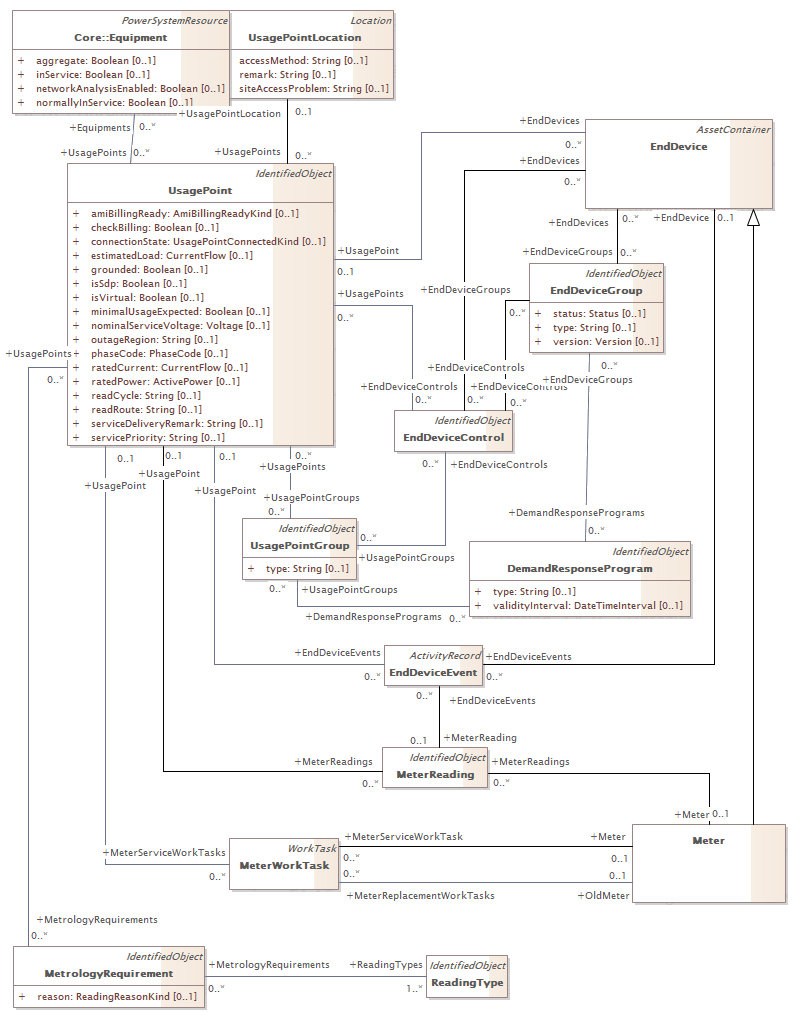 PowerSystemResource
Core::Equipment
+ aggregate: Boolean [0..1]
+ inService: Boolean [0..1]
+ networkAnalysisEnabled: Boolean [0..1]
+ normallyInService: Boolean [0..1]
Location
UsagePointLocation
accessMethod: String [0..1]
remark: String [0..1]
siteAccessProblem: String [0..1]
+UsagePointLocation
0..1
+Equipments
0..*
+UsagePoints
0..*
+UsagePoints
0..*
IdentifiedObject
UsagePoint
+ amiBillingReady: AmiBillingReadyKind [0..1]
+ checkBilling: Boolean [0..1]
+ connectionState: UsagePointConnectedKind [0..1]
+ estimatedLoad: CurrentFlow [0..1]
+ grounded: Boolean [0..1]
+ isSdp: Boolean [0..1]
+ isVirtual: Boolean [0..1]
+ minimalUsageExpected: Boolean [0..1]
+ nominalServiceVoltage: Voltage [0..1]
+ outageRegion: String [0..1]
+ phaseCode: PhaseCode [0..1]
+ ratedCurrent: CurrentFlow [0..1]
+ ratedPower: ActivePower [0..1]
+ readCycle: String [0..1]
+ readRoute: String [0..1]
+ serviceDeliveryRemark: String [0..1]
+ servicePriority: String [0..1]
+EndDevices
0..*
+EndDevices
0..*
AssetContainer
EndDevice
+EndDevices
0..*
+EndDevice
0..1
+UsagePoint
0..1
+UsagePoints
0..*
+EndDeviceGroups
0..*
+EndDeviceGroups
0..*
IdentifiedObject
EndDeviceGroup
+ status: Status [0..1]
+ type: String [0..1]
+ version: Version [0..1]
+UsagePoints
0..*
+EndDeviceControls
0..*
+EndDeviceControls
0..*
+EndDeviceControls
0..*
0..*
+EndDeviceGroups
IdentifiedObject
EndDeviceControl
0..*
+EndDeviceControls
0..1
+UsagePoint
0..1
+UsagePoint
0..1
+UsagePoint
0..*
+UsagePoints
+UsagePointGroups
0..*
IdentifiedObject
UsagePointGroup
+ type: String [0..1]
0..*
+UsagePointGroups
0..*
+UsagePointGroups
+DemandResponsePrograms
0..*
IdentifiedObject
DemandResponseProgram
+ type: String [0..1]
+ validityInterval: DateTimeInterval [0..1]
+DemandResponsePrograms
0..*
+EndDeviceEvents
0..*
ActivityRecord
EndDeviceEvent
+EndDeviceEvents
0..*
0..*
+EndDeviceEvents
+MeterReading
0..1
+MeterReadings
0..*
IdentifiedObject
MeterReading
+MeterReadings
0..*
+Meter
0..1
+MeterServiceWorkTasks
0..*
WorkTask
MeterWorkTask
+MeterServiceWorkTask
0..*
+Meter
0..1
0..*
+MeterReplacementWorkTasks
0..1
+OldMeter
Meter
+MetrologyRequirements
0..*
IdentifiedObject
MetrologyRequirement
+ reason: ReadingReasonKind [0..1]
+MetrologyRequirements
0..*
+ReadingTypes
1..*
IdentifiedObject
ReadingType